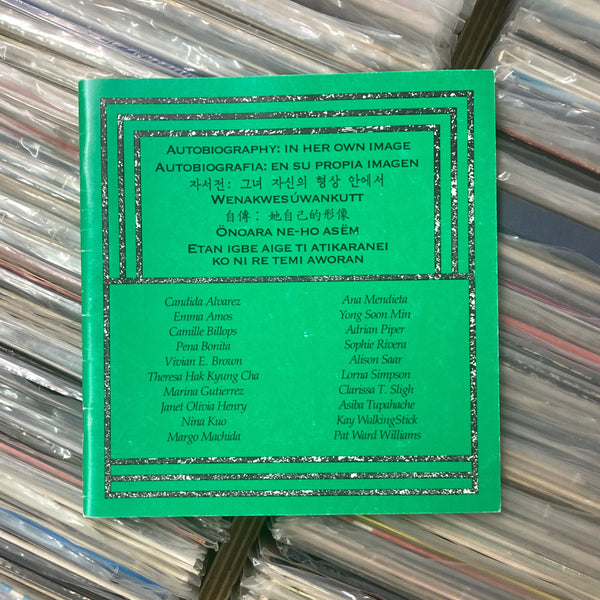 AUTOBIOGRAPHY: IN HER OWN IMAGE
AUTOBIOGRAFIA: EN SU PROPIA IMAGEN
자서전: 그녀 자신의 형상 안에서
WENAKWESÚWANKUTT
自傳：她自己的形像
ÖNOARA NE-HO ASËM
ETAN IGBE AIGE TI ATIKARANEI
KO NI RE TEMI AWORAN
Candida Alvarez
Emma Amos
Camille Billops
Pena Bonita
Vivian E. Brown
Theresa Hak Kyung Cha
Marina Gutierrez
Janet Olivia Henry
Nina Kuo
Margo Machida
Ana Mendieta
Yong Soon Min
Adrian Piper
Sophie Rivera
Alison Saar
Lorna Simpson
Clarissa T. Sligh
Asiba Tupahache
Kay WalkingStick
Pat Ward Williams